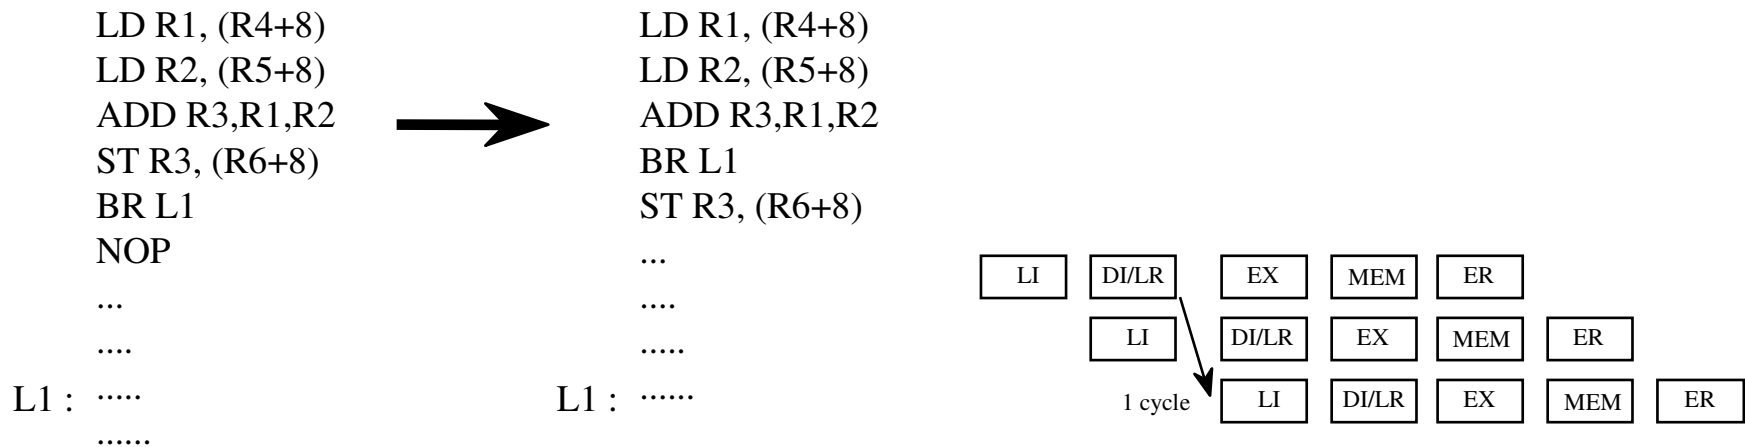 LD R1, (R4+8)
LD R2, (R5+8)
ADD R3,R1,R2
ST R3, (R6+8)
BR L1
NOP
...
....
L1 : .....
......
LD R1, (R4+8)
LD R2, (R5+8)
ADD R3,R1,R2
BR L1
ST R3, (R6+8)
...
....
.....
L1 : ......
LI DI/LR EX MEM ER
LI DI/LR EX MEM ER
1 cycle LI DI/LR EX MEM ER